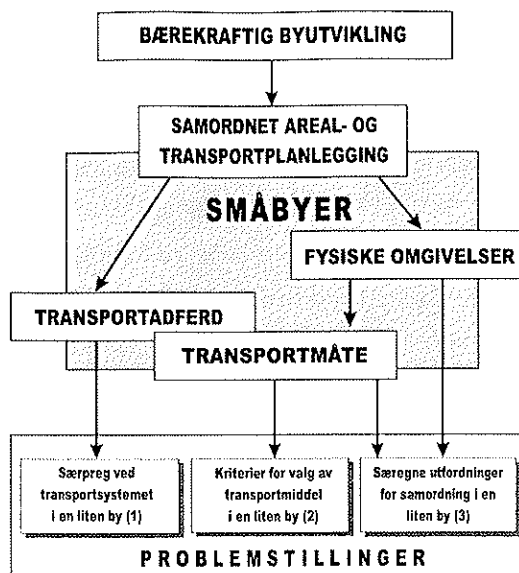 BÆREKRAFTIG BYUTVIKLING
SAMORDNET AREAL- OG
TRANSPORTPLANLEGGING
SMÅBYER
FYSISKE OMGIVELSER
TRANSPORTADFERD
TRANSPORTMÅTE
Særpreg ved
transportsystemet
i en liten by (1)
Kriterier for valg av
transportmiddel
i en liten by (2)
Særegne utfordringer
for samordning i en
liten by (3)
PROBLEMSTILLINGER